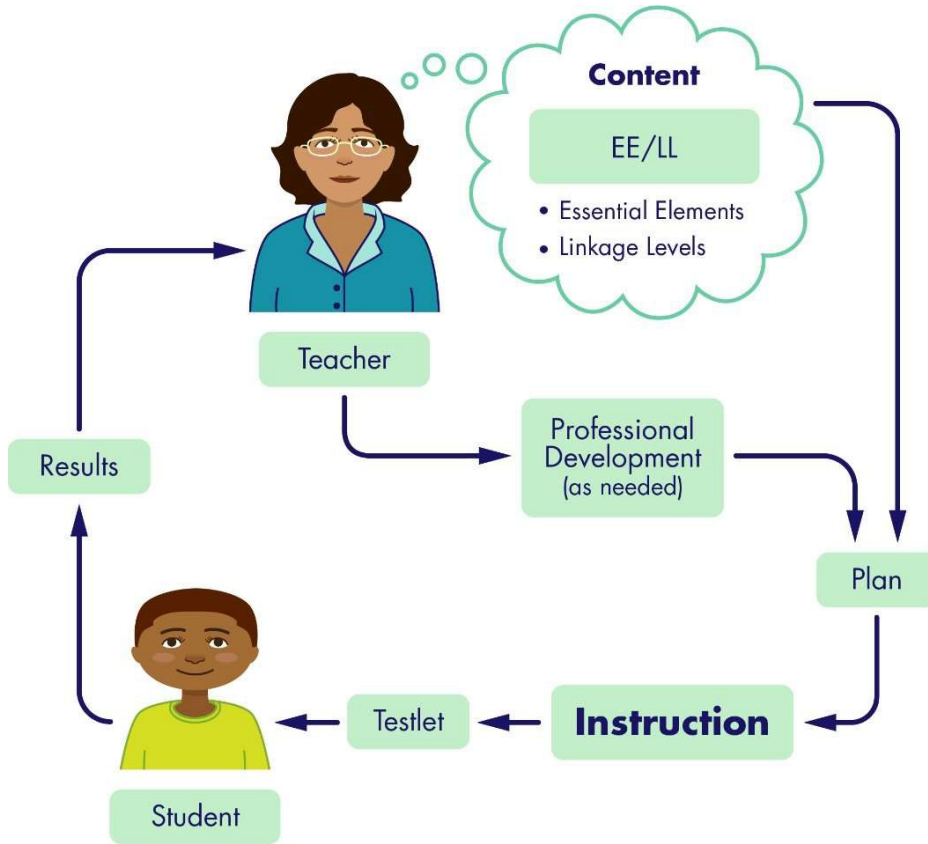 Content
EE/LL
• Essential Elements
• Linkage Levels
Teacher
Professional
Development
(as needed)
Results
Plan
Instruction
Testlet
Student